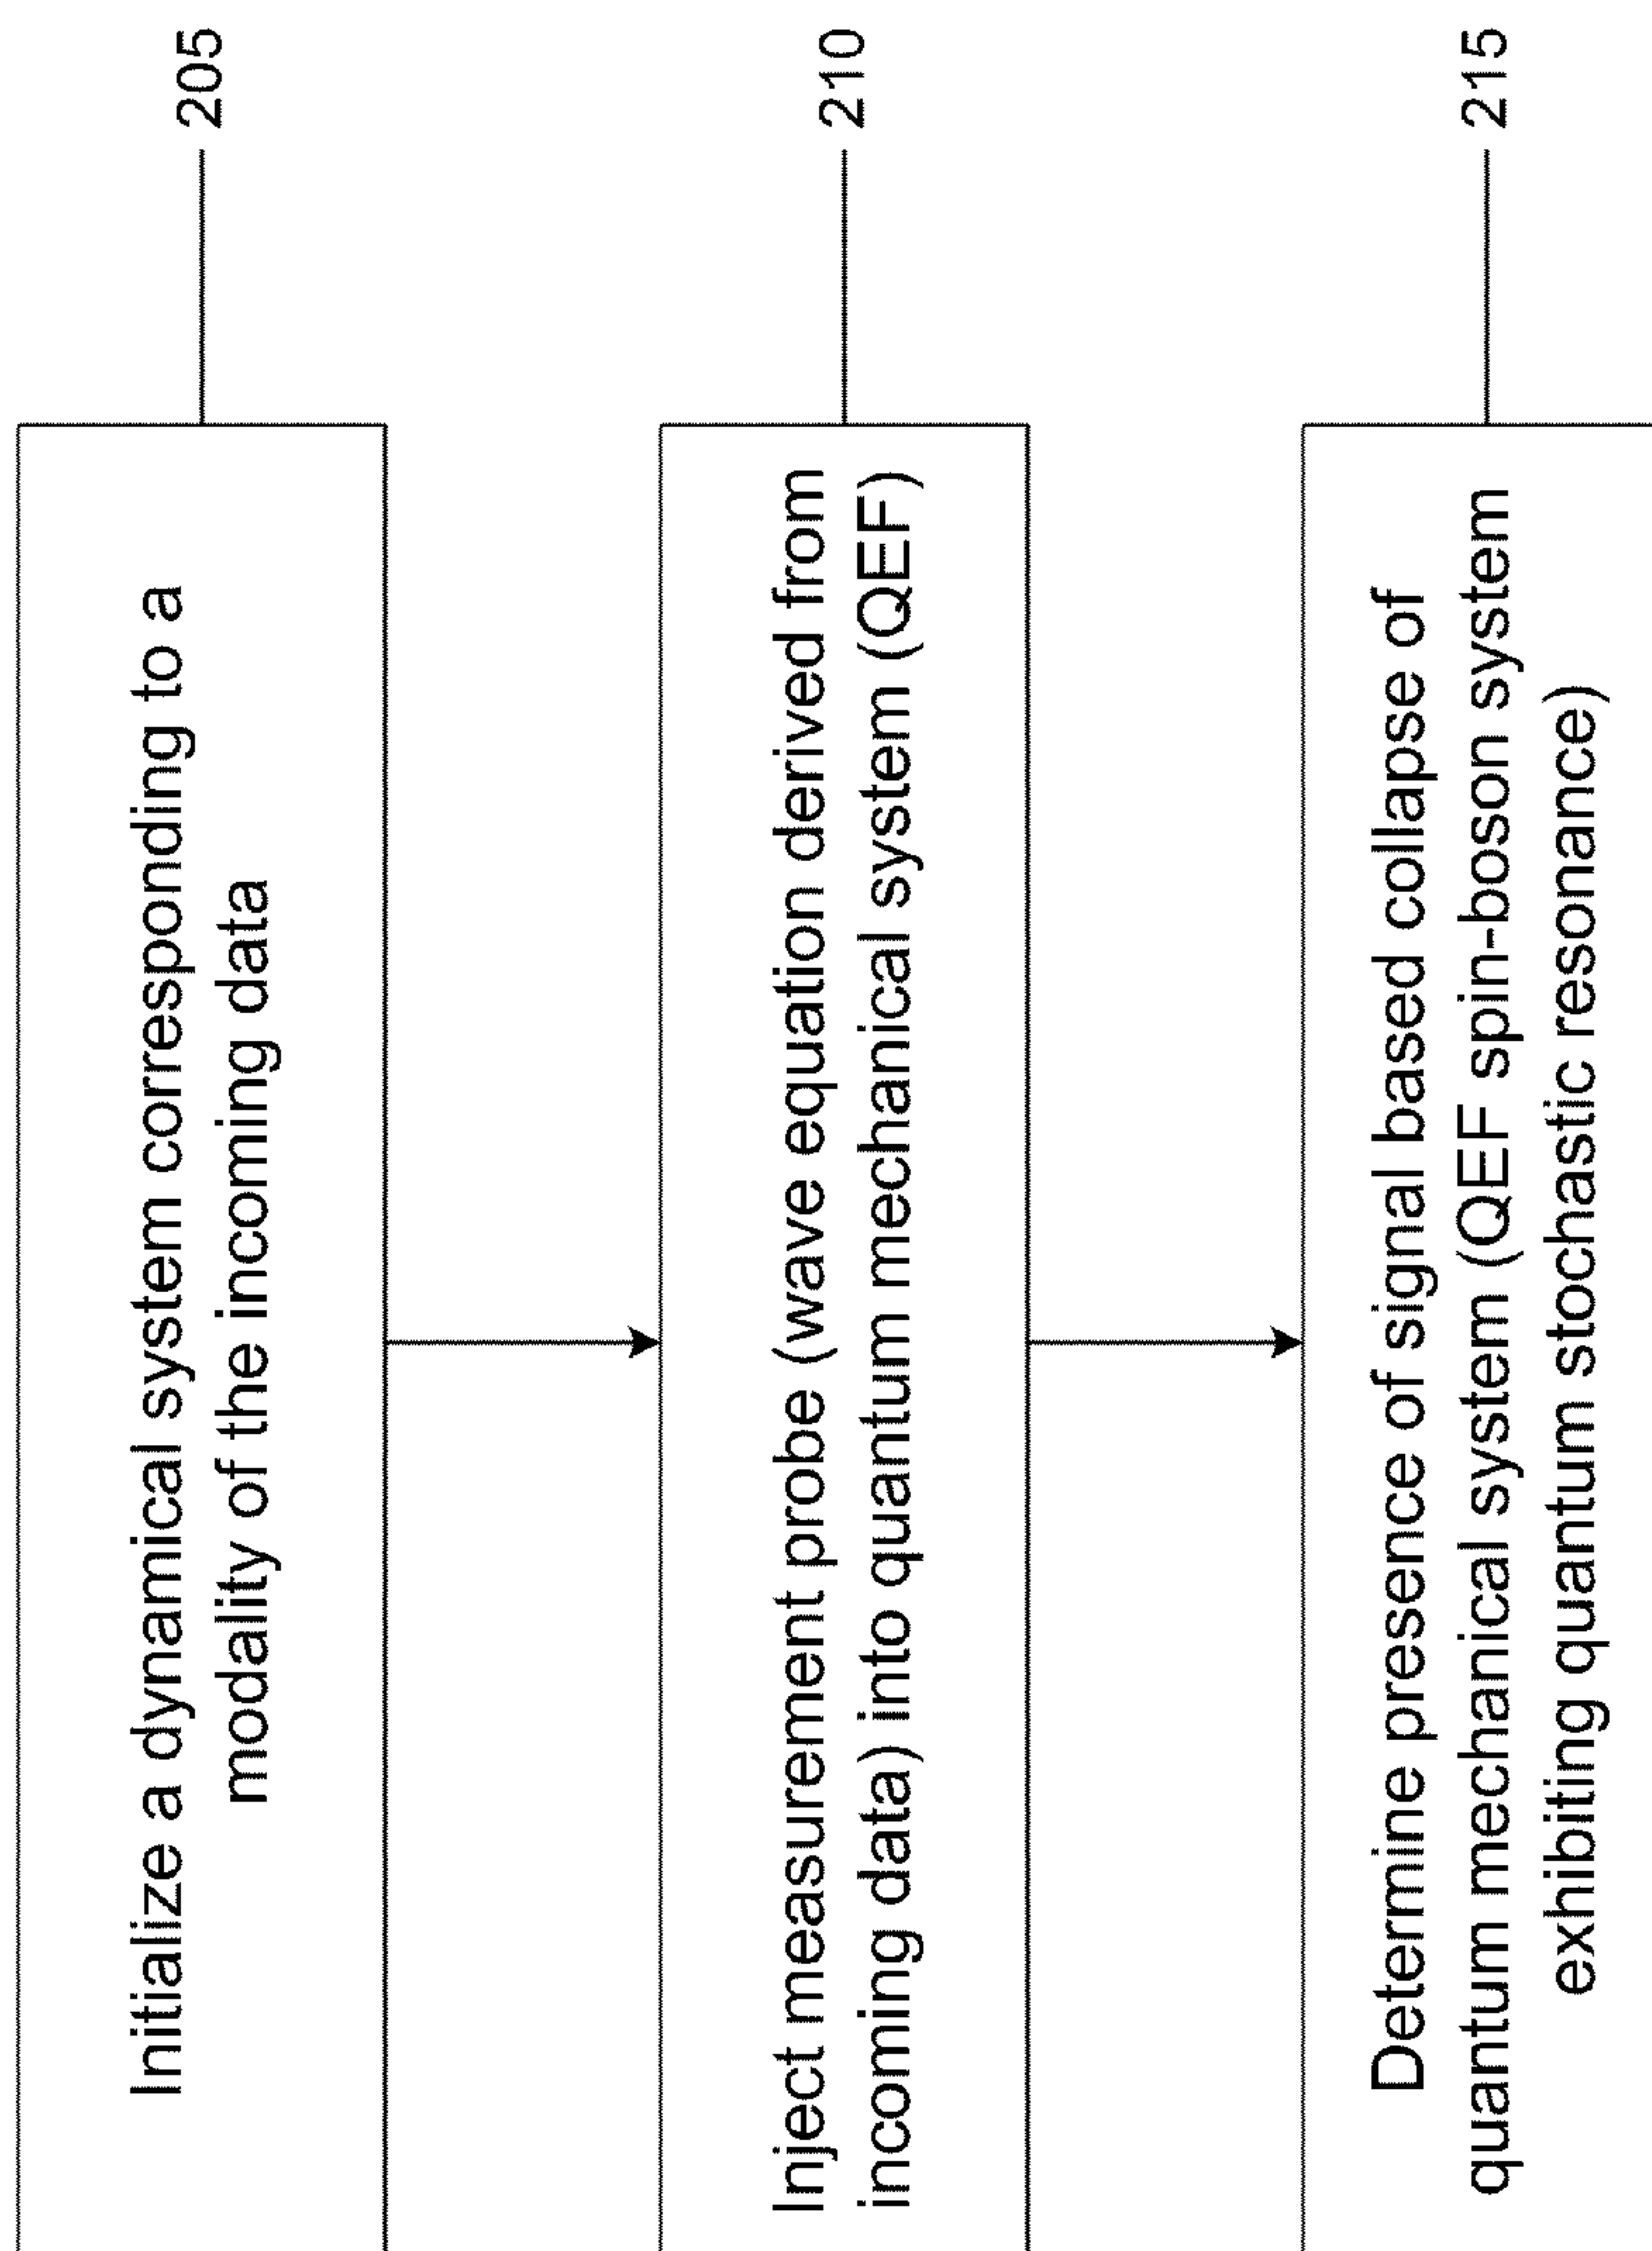 Initialize a dynamical system corresponding to a
modality of the incoming data
205
Inject measurement probe (wave equation derived from
incoming data) into quantum mechanical system (QEF)
210
Determine presence of signal based collapse of
quantum mechanical system (QEF spin-boson system
exhibiting quantum stochastic resonance)
215